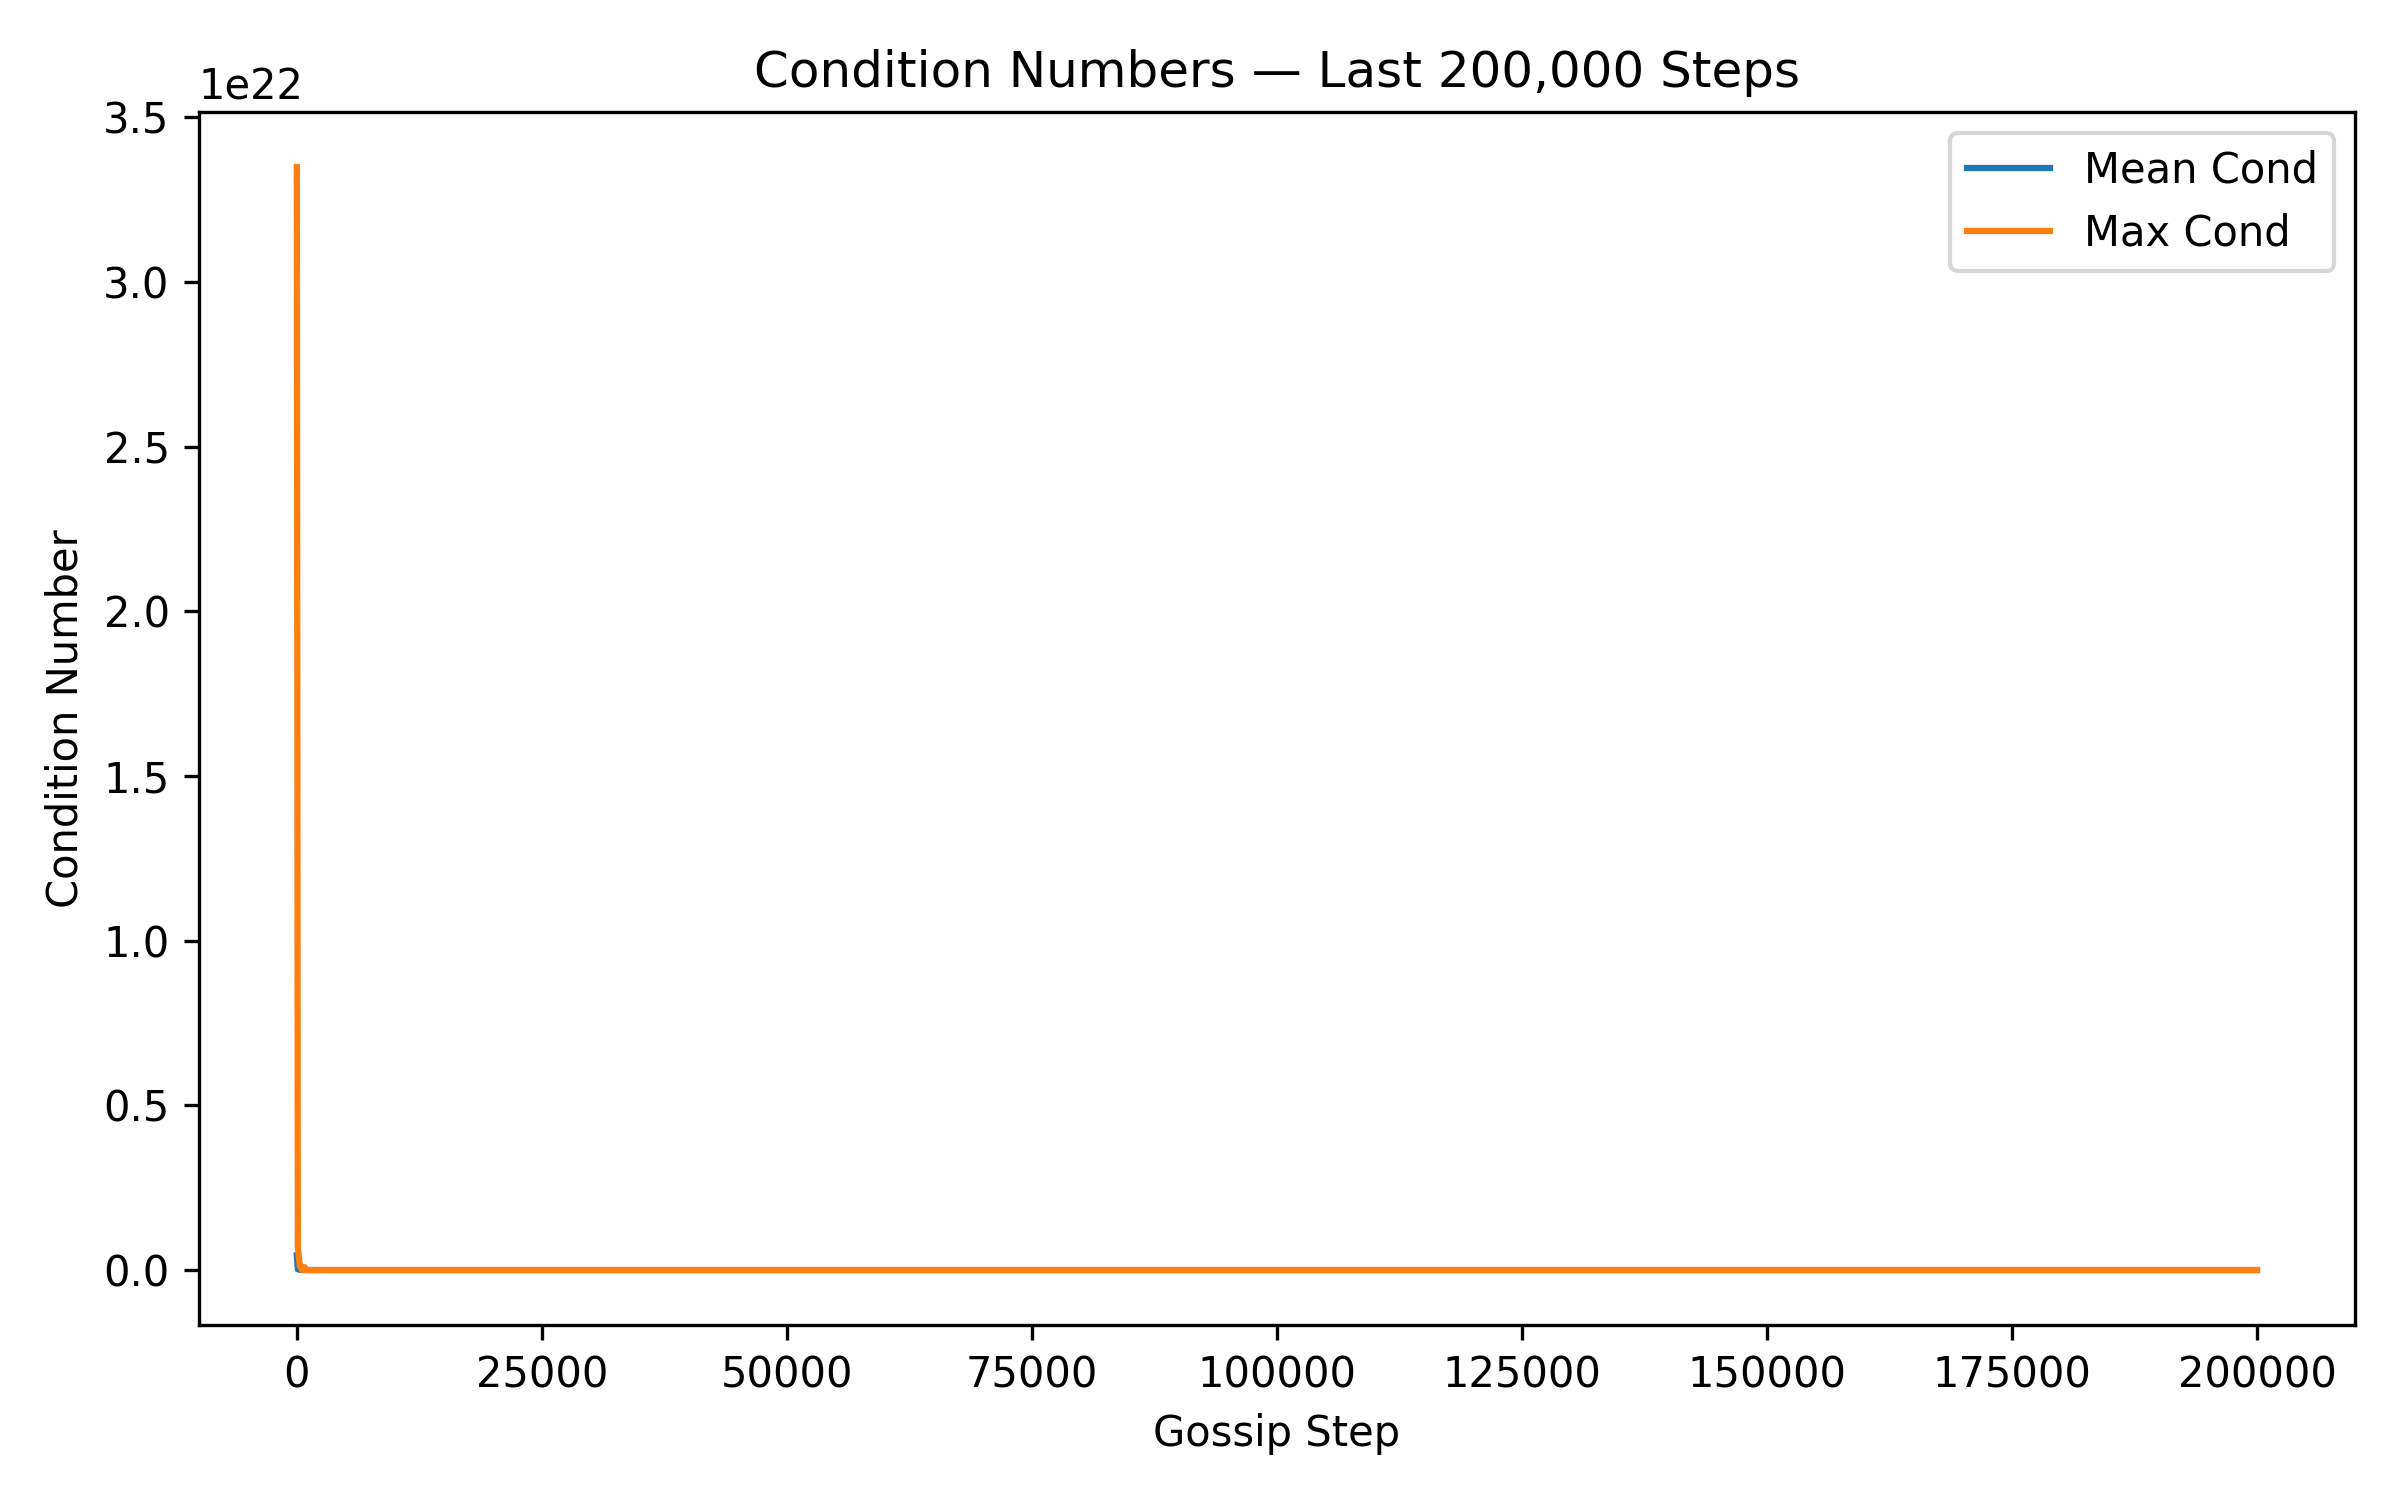 Condition Numbers — Last 200,000 Steps
1e22
3.5
3.0
2.5
2.0
1.5
1.0
0.5
0.0
Condition Number
Mean Cond
Max Cond
0 25000 50000 75000 100000 125000 150000 175000 200000
Gossip Step